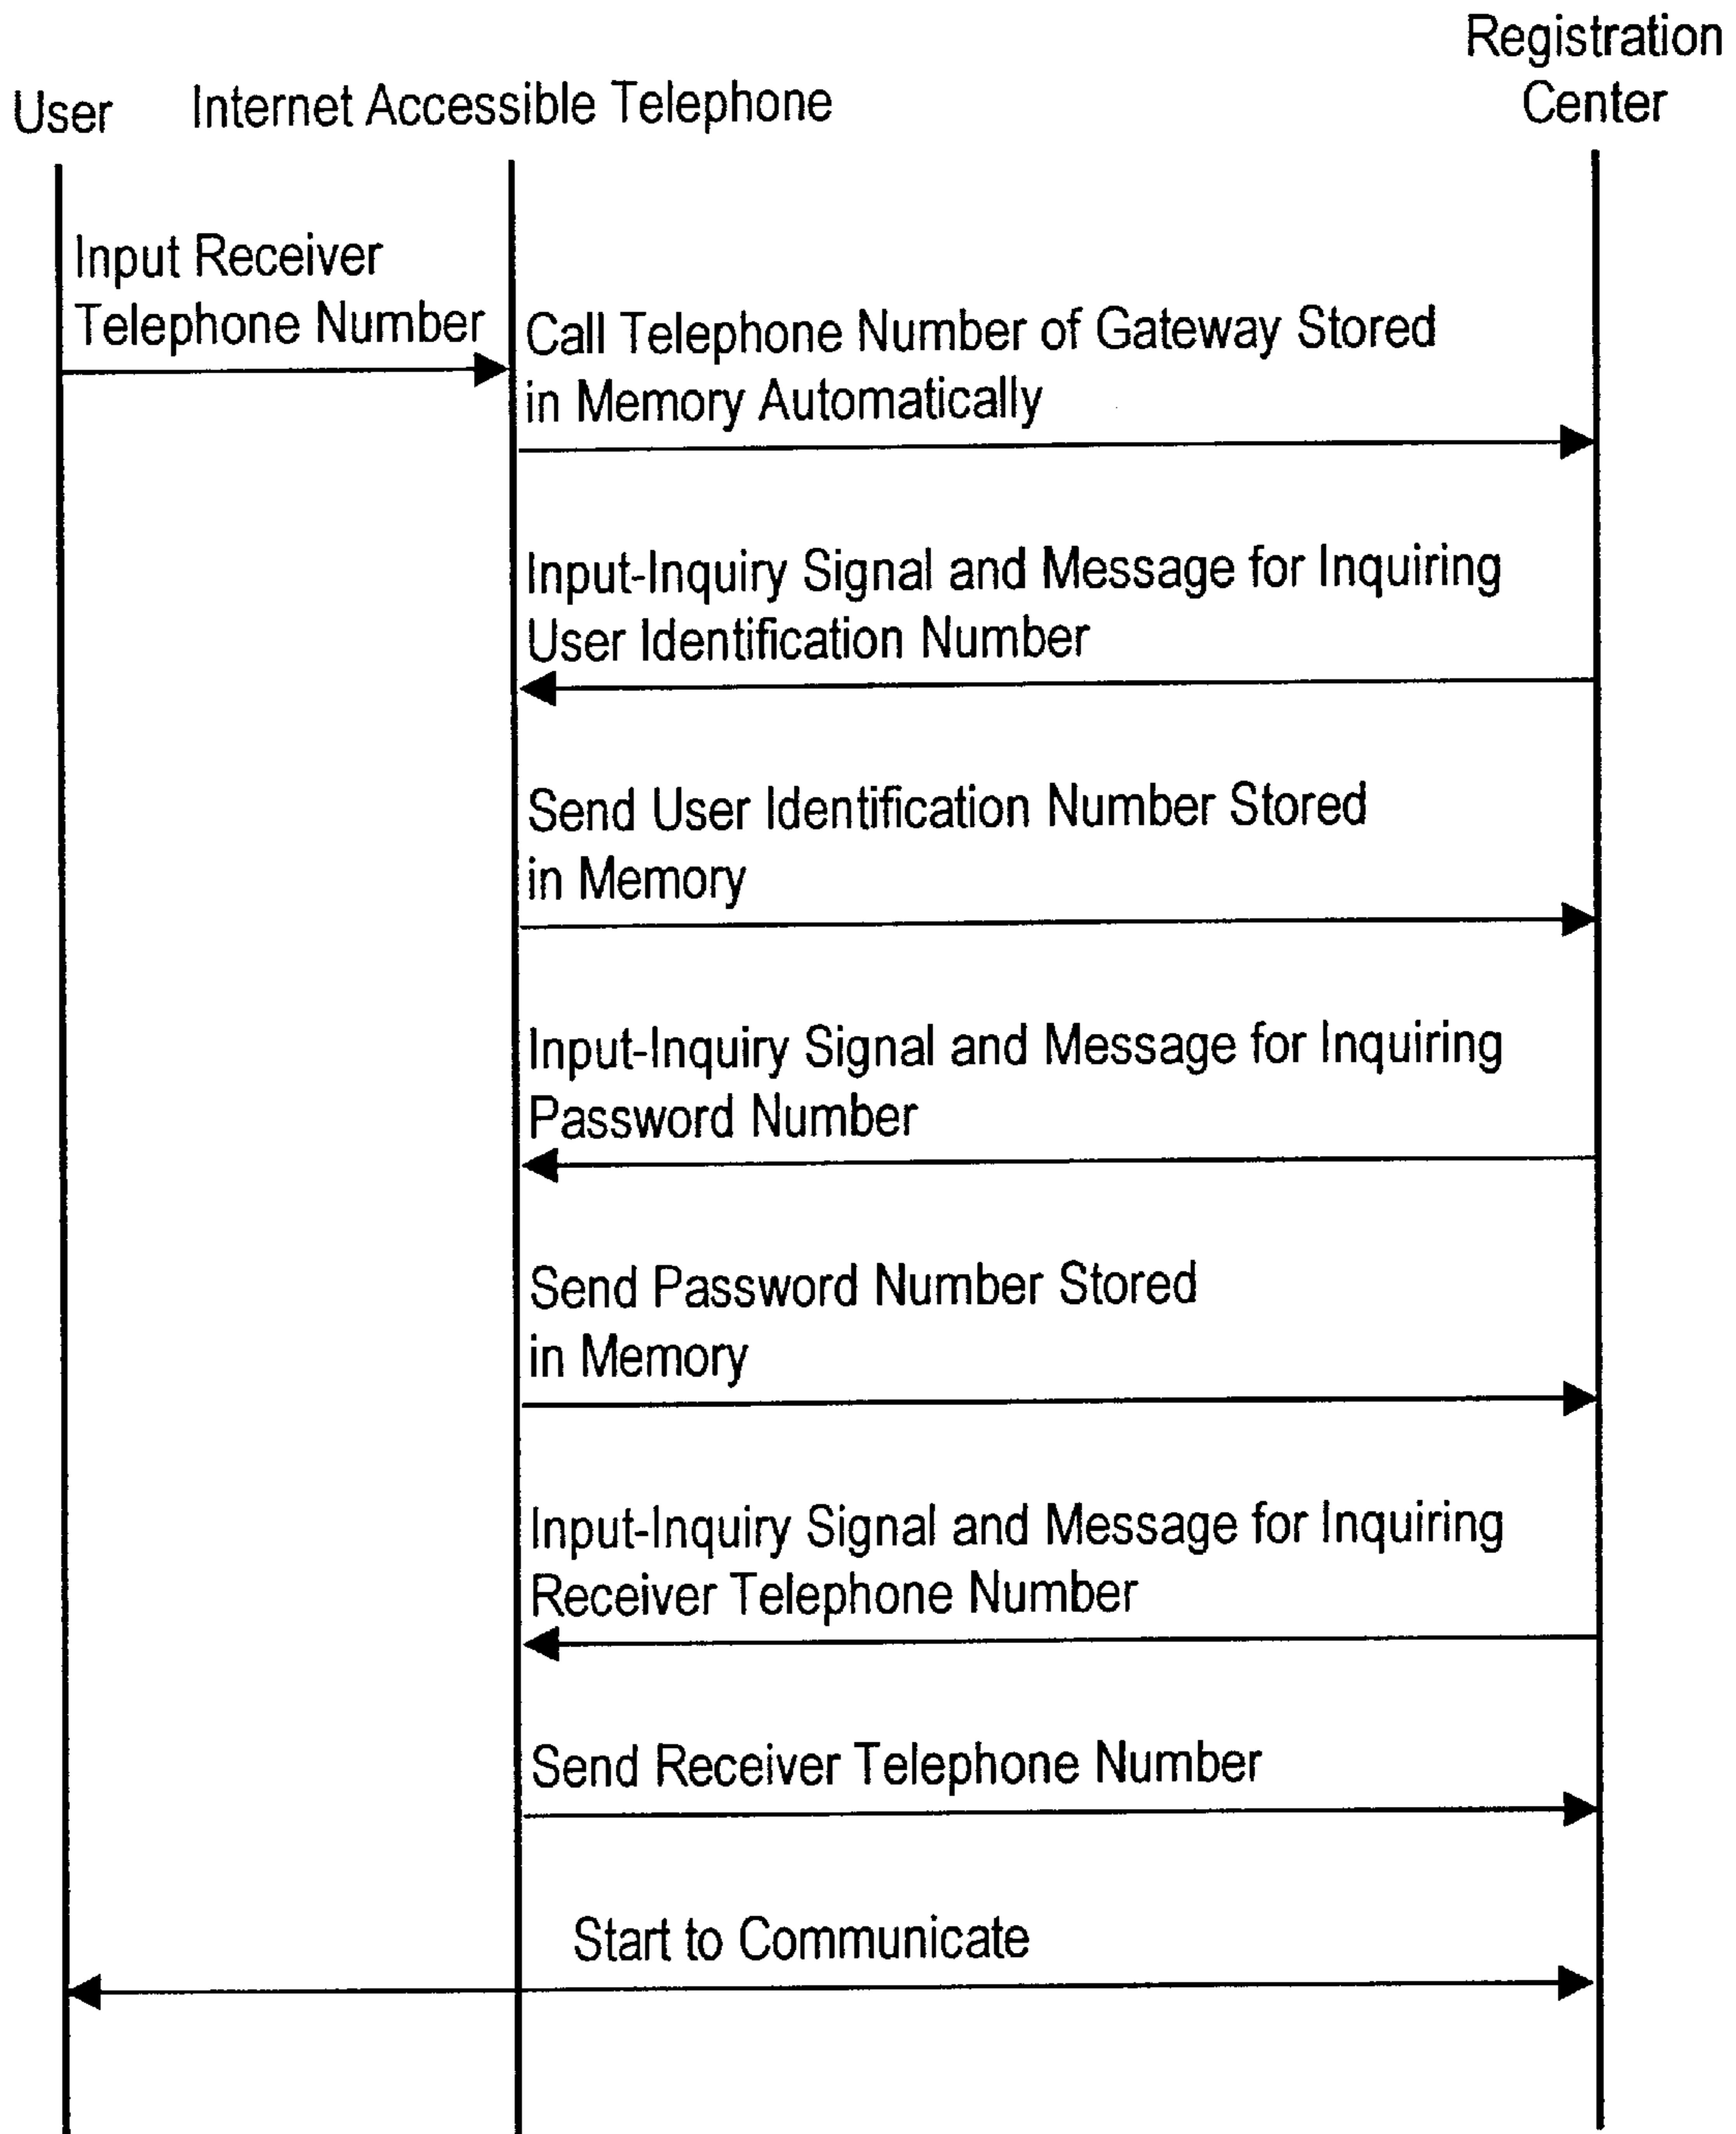 Registration
Center
User
Internet Accessible Telephone
Input Receiver
Telephone Number
Call Telephone Number of Gateway Stored
in Memory Automatically
Input-Inquiry Signal and Message for Inquiring
User Identification Number
Send User Identification Number Stored
in Memory
Input-Inquiry Signal and Message for Inquiring
Password Number
Send Password Number Stored
in Memory
Input-Inquiry Signal and Message for Inquiring
Receiver Telephone Number
Send Receiver Telephone Number
Start to Communicate